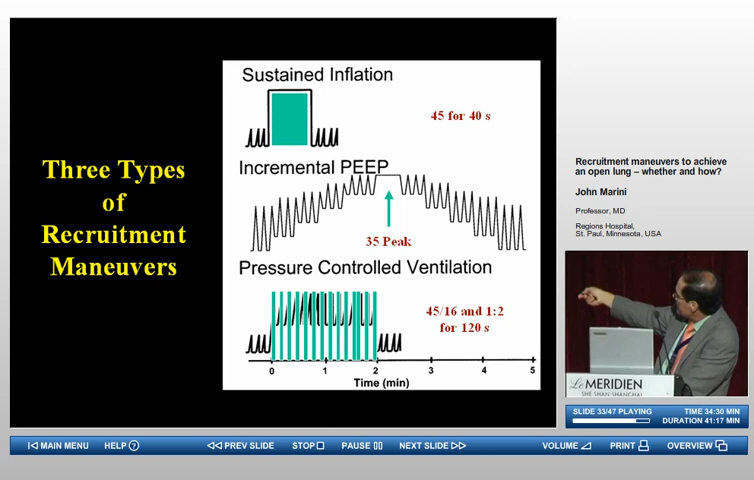 Three Types
of
Recruitment
Maneuvers
Sustained Inflation
45 for 40 s
Incremental PEEP
35 Peak
Pressure Controlled Ventilation
45/16 and 1:2
for 120 s
0 1 2 3 4 5
Time (min)
Recruitment maneuvers to achieve
an open lung – whether and how?
John Marini
Professor, MD
Regions Hospital,
St. Paul, Minnesota, USA
Le MERIDIEN
SHE SHAN SHANGHAI
SLIDE 33/47 PLAYING TIME 34:30 MIN
DURATION 41:17 MIN
MAIN MENU HELP ? PREV SLIDE STOP PAUSE NEXT SLIDE VOLUME PRINT OVERVIEW